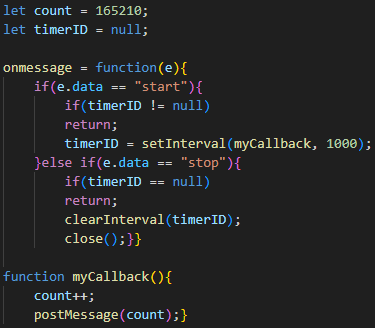 let count = 165210;
let timerID = null;

onmessage = function(e){
    if(e.data == "start"){
        if(timerID != null)
        return;
        timerID = setInterval(myCallback, 1000);
    }else if(e.data == "stop"){
        if(timerID == null)
        return;
        clearInterval(timerID);
        close();}}

function myCallback(){
    count++;
    postMessage(count);}